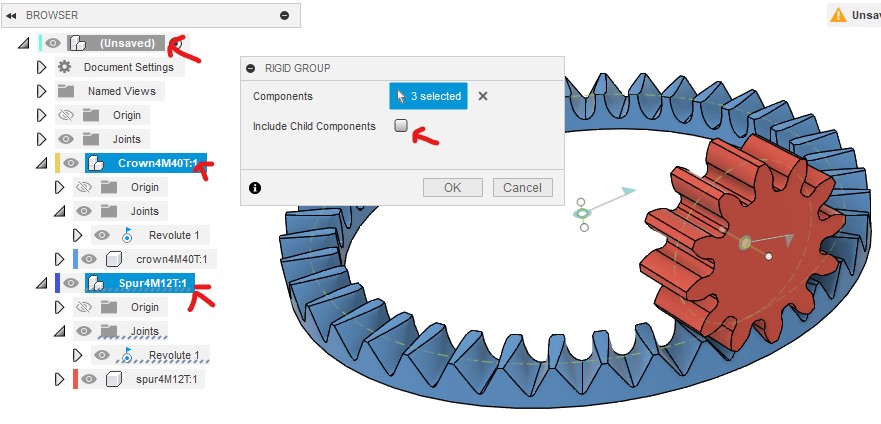 BROWSER
Unsav
(Unsaved)
Document Settings
Named Views
Origin
Joints
Crown4M40T:1
Origin
Joints
Revolute 1
crown4M40T:1
Spur4M12T:1
Origin
Joints
Revolute 1
spur4M12T:1
RIGID GROUP
Components 3 selected
Include Child Components
OK Cancel